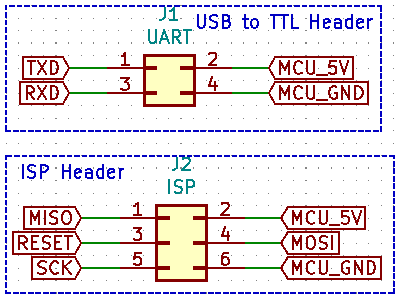 J1
UART
USB to TTL Header
TXD 1 2 MCU_5V
RXD 3 4 MCU_GND
ISP Header
J2
ISP
MISO 1 2 MCU_5V
RESET 3 4 MOSI
SCK 5 6 MCU_GND